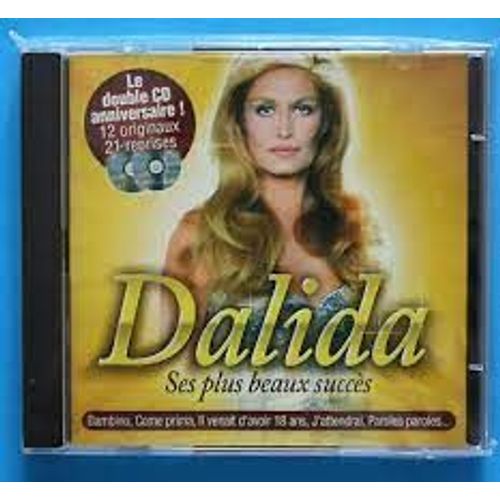 Le
double CD
anniversaire !
12 originaux
21 reprises
Dalida
Ses plus beaux succès
Bambino, Come prima, Il venait d'avoir 18 ans, J'attendrai, Paroles paroles...